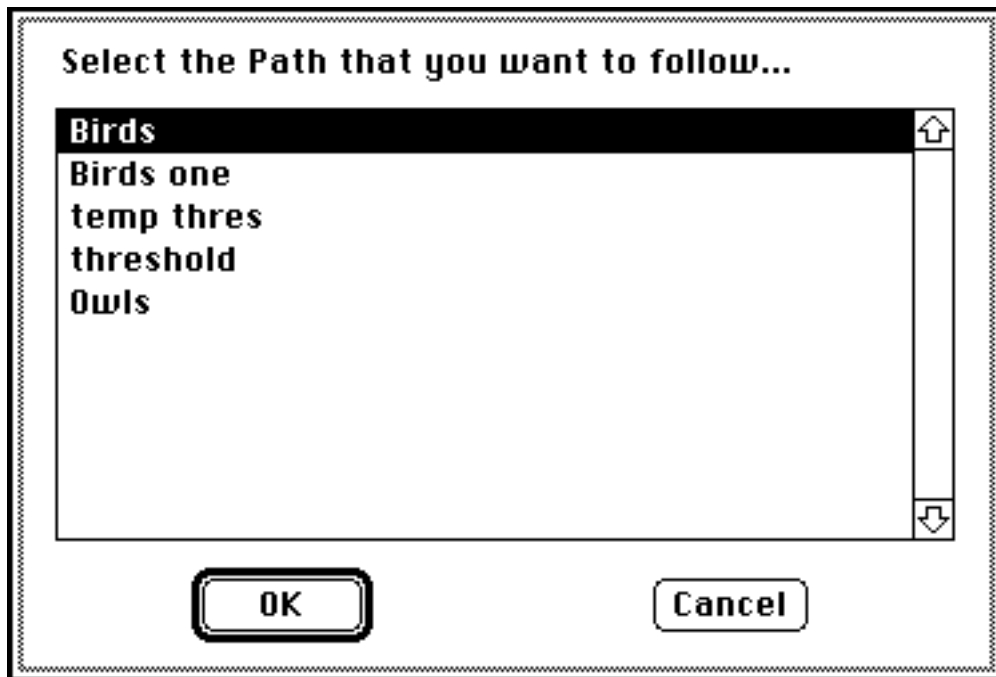 Select the Path that you want to follow...
Birds
Birds one
temp thres
threshold
Owls
OK
Cancel